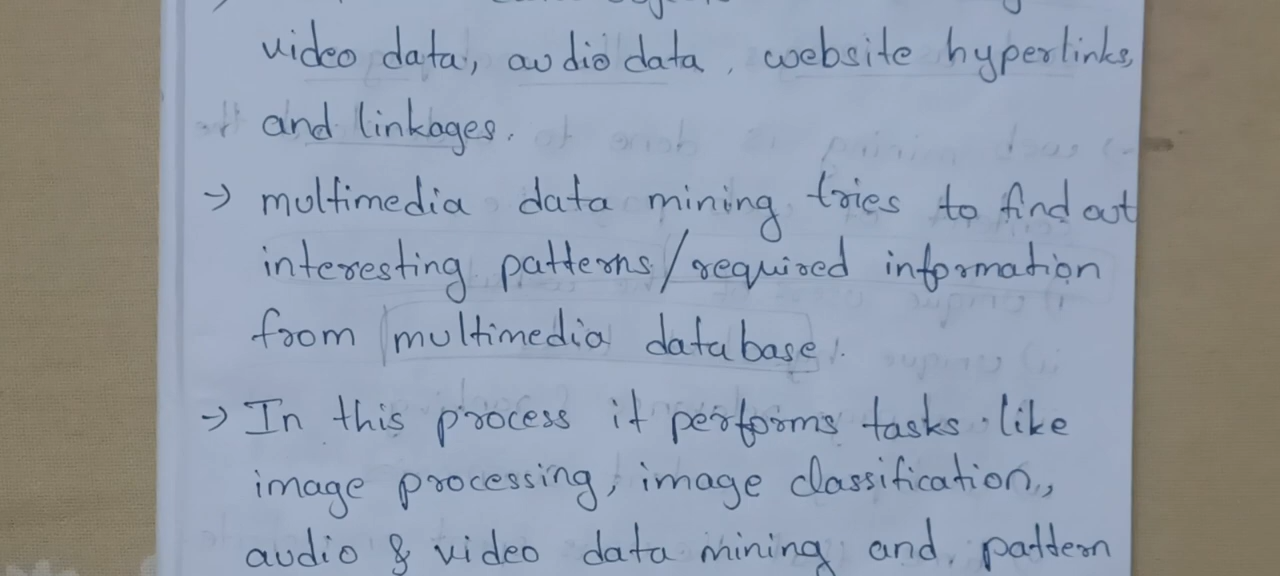 video data, audio data, website hyperlinks,
and linkages.
→ multimedia data mining tries to find out
interesting patterns/required information
from multimedia database.
→ In this process it performs tasks like
image processing, image classification,
audio & video data mining and pattern